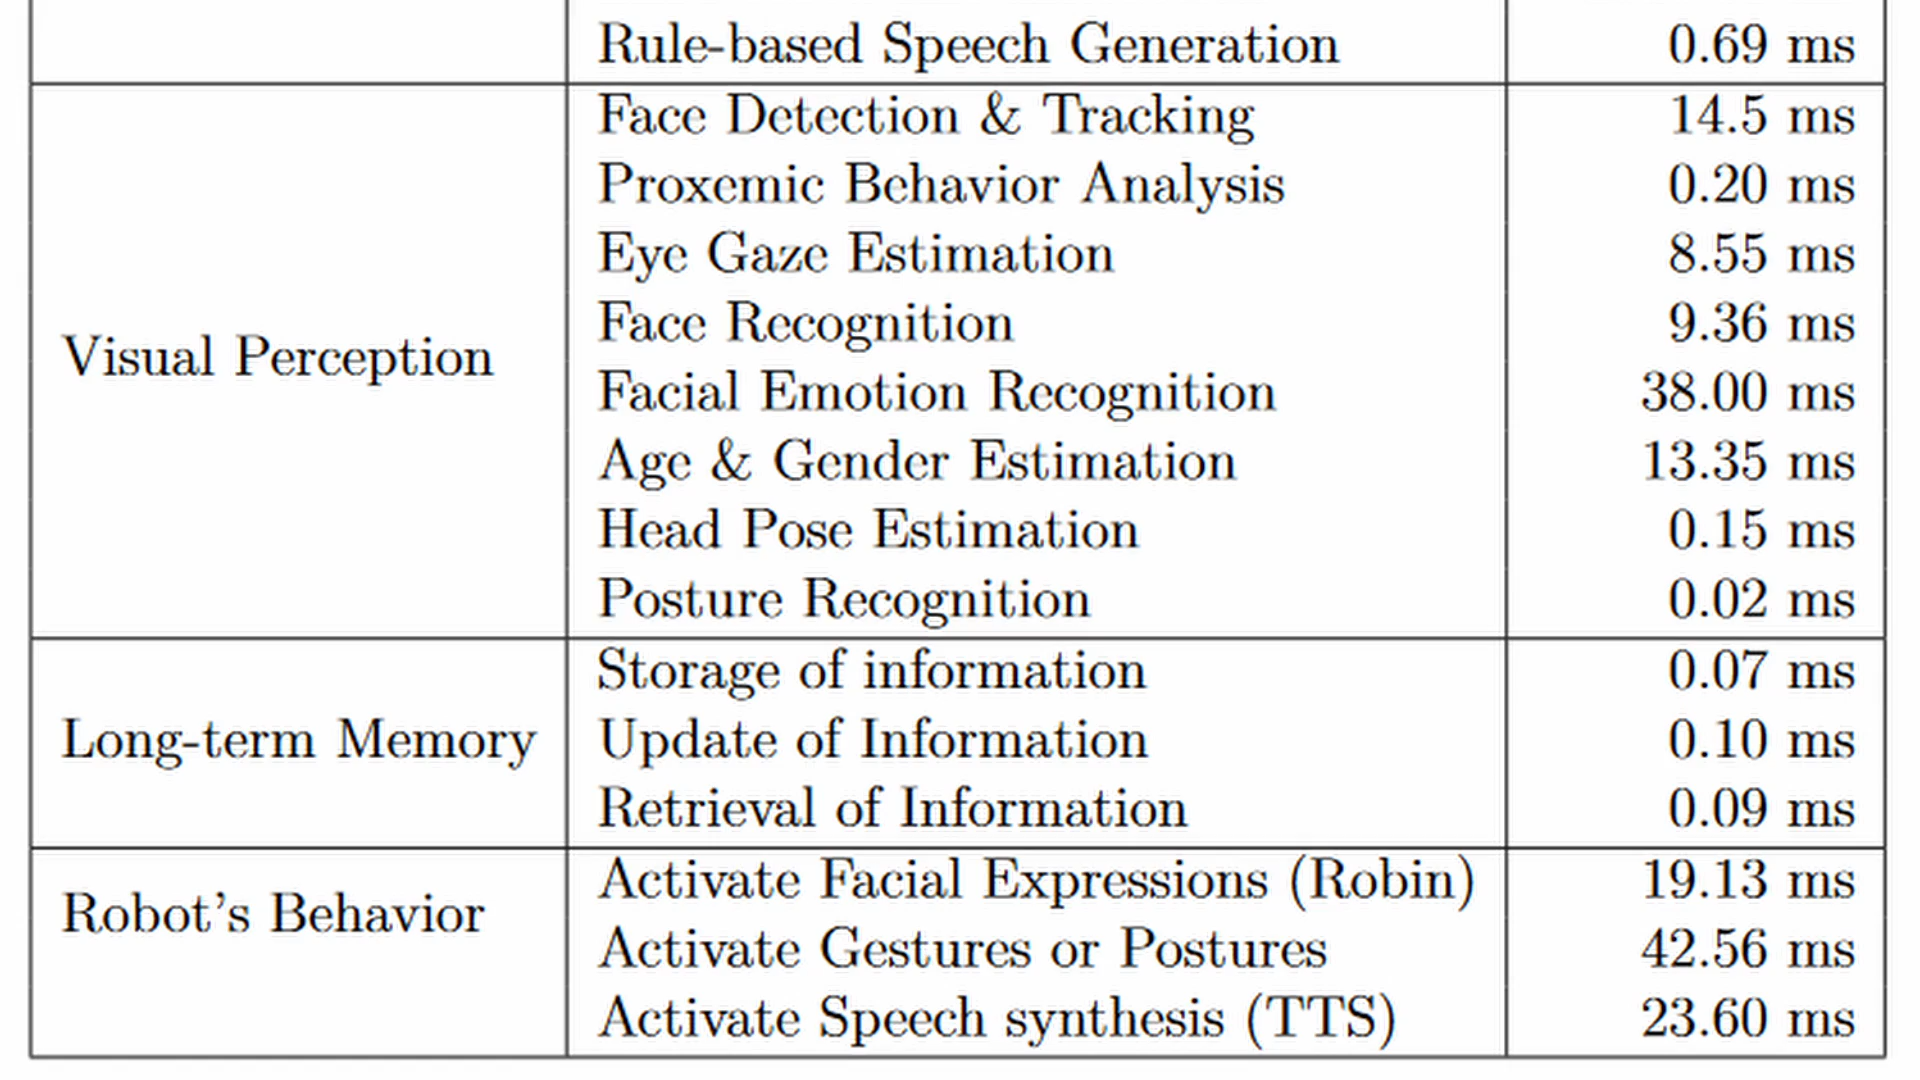 Rule-based Speech Generation 0.69 ms
Face Detection & Tracking 14.5 ms
Proxemic Behavior Analysis 0.20 ms
Eye Gaze Estimation 8.55 ms
Face Recognition 9.36 ms
Visual Perception
Facial Emotion Recognition 38.00 ms
Age & Gender Estimation 13.35 ms
Head Pose Estimation 0.15 ms
Posture Recognition 0.02 ms
Storage of information 0.07 ms
Long-term Memory Update of Information 0.10 ms
Retrieval of Information 0.09 ms
Activate Facial Expressions (Robin) 19.13 ms
Robot's Behavior
Activate Gestures or Postures 42.56 ms
Activate Speech synthesis (TTS) 23.60 ms